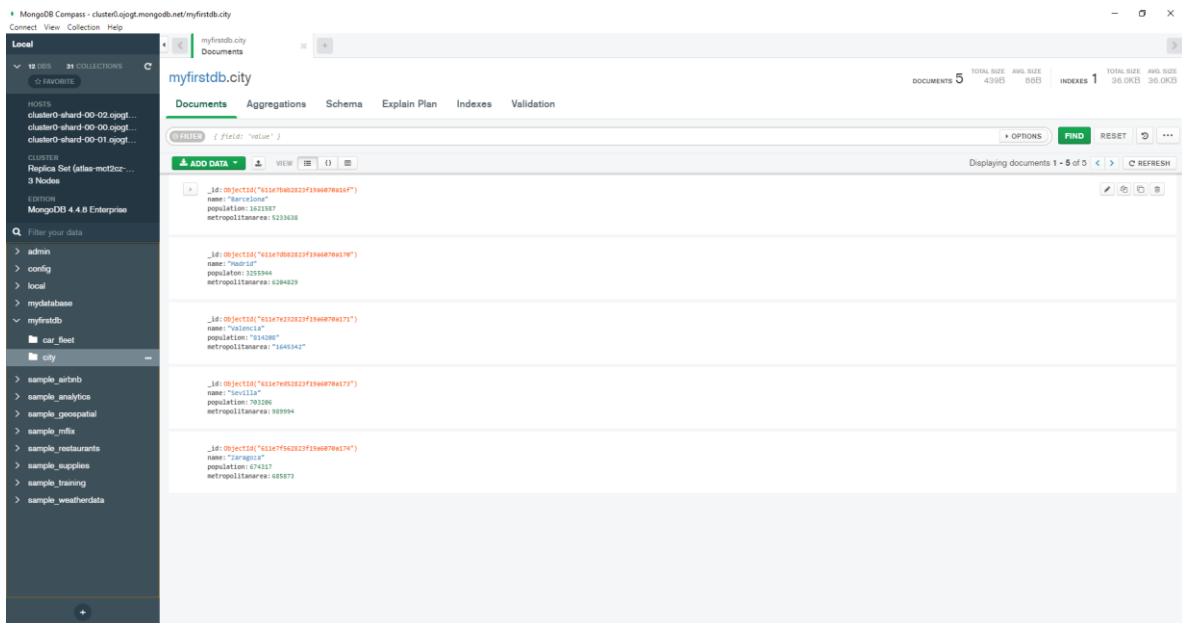 MongoDB Compass - cluster0.ojogt.mongodb.net/myfirstdb.city
Connect View Collection Help
Local
12 DBS 31 COLLECTIONS
FAVORITE
HOSTS
cluster0-shard-00-02.ojogt...
cluster0-shard-00-00.ojogt...
cluster0-shard-00-01.ojogt...
CLUSTER
Replica Set (atlas-mct2cz-...
3 Nodes
EDITION
MongoDB 4.4.8 Enterprise
Filter your data
admin
config
local
mydatabase
myfirstdb
car_fleet
city
sample_airbnb
sample_analytics
sample_geospatial
sample_mflix
sample_restaurants
sample_supplies
sample_training
sample_weatherdata
myfirstdb.city
Documents
myfirstdb.city
DOCUMENTS 5 TOTAL SIZE 439B AVG. SIZE 88B INDEXES 1 TOTAL SIZE 36.0KB AVG. SIZE 36.0KB
Documents Aggregations Schema Explain Plan Indexes Validation
FILTER { field: 'value' } OPTIONS FIND RESET
ADD DATA VIEW Displaying documents 1 - 5 of 5 REFRESH
name: "Barcelona"
population: 1621587
metropolitanarea: 5233638
name: "Madrid"
populaton: 3255944
metropolitanarea: 6204829
name: "Valencia"
population: "814208"
metropolitanarea: "1645342"
name: "Sevilla"
population: 703206
metropolitanarea: 989994
name: "Zaragoza"
population: 674317
metropolitanarea: 685873